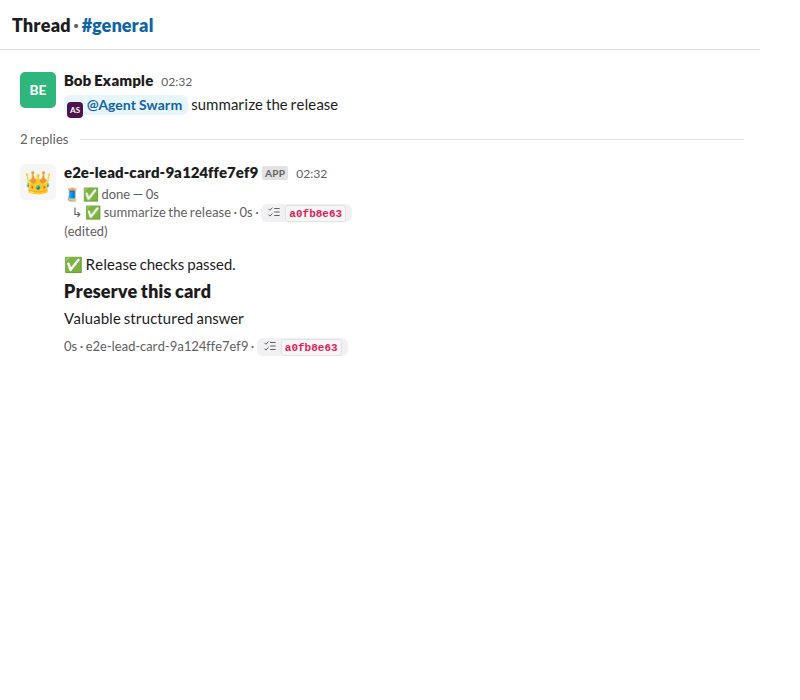 Thread • #general
BE
Bob Example 02:32
AS @Agent Swarm summarize the release
2 replies
e2e-lead-card-9a124ffe7ef9 APP 02:32
🧵 ✅ done — 0s
↳ ✅ summarize the release · 0s · a0fb8e63
(edited)
✅ Release checks passed.
Preserve this card
Valuable structured answer
0s · e2e-lead-card-9a124ffe7ef9 · a0fb8e63